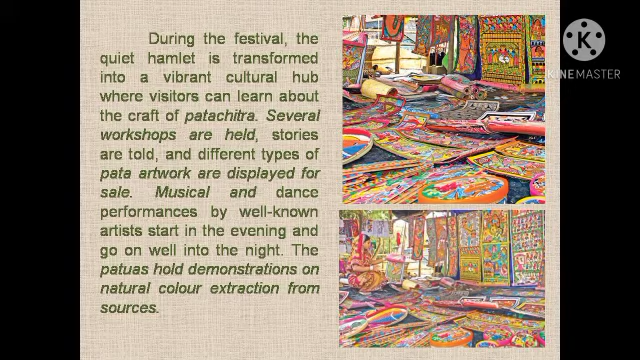 During the festival, the
quiet hamlet is transformed
into a vibrant cultural hub
where visitors can learn about
the craft of patachitra. Several
workshops are held, stories
are told, and different types of
pata artwork are displayed for
sale. Musical and dance
performances by well-known
artists start in the evening and
go on well into the night. The
patuas hold demonstrations on
natural colour extraction from
sources.
KINEMASTER